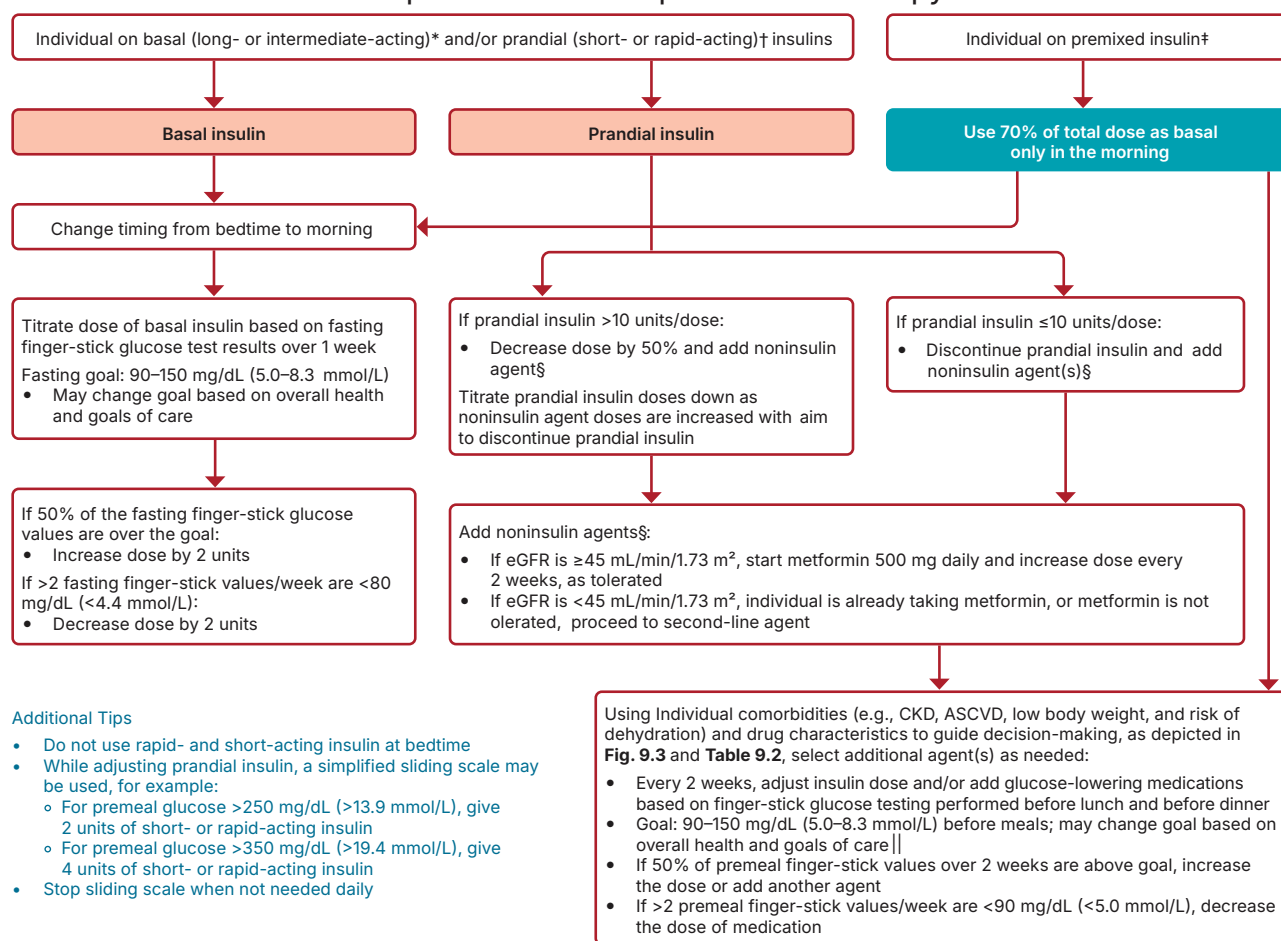 Individual on basal (long- or intermediate-acting)* and/or prandial (short- or rapid-acting)† insulins
Individual on premixed insulin‡
Basal insulin
Prandial insulin
Use 70% of total dose as basal
only in the morning
Change timing from bedtime to morning
Titrate dose of basal insulin based on fasting
finger-stick glucose test results over 1 week
Fasting goal: 90–150 mg/dL (5.0–8.3 mmol/L)
• May change goal based on overall health
and goals of care
If prandial insulin >10 units/dose:
• Decrease dose by 50% and add noninsulin
agent§
Titrate prandial insulin doses down as
noninsulin agent doses are increased with aim
to discontinue prandial insulin
If prandial insulin ≤10 units/dose:
• Discontinue prandial insulin and add
noninsulin agent(s)§
If 50% of the fasting finger-stick glucose
values are over the goal:
• Increase dose by 2 units
If >2 fasting finger-stick values/week are <80
mg/dL (<4.4 mmol/L):
• Decrease dose by 2 units
Add noninsulin agents§:
• If eGFR is ≥45 mL/min/1.73 m², start metformin 500 mg daily and increase dose every
2 weeks, as tolerated
• If eGFR is <45 mL/min/1.73 m², individual is already taking metformin, or metformin is not
olerated, proceed to second-line agent
Additional Tips
• Do not use rapid- and short-acting insulin at bedtime
• While adjusting prandial insulin, a simplified sliding scale may
be used, for example:
○ For premeal glucose >250 mg/dL (>13.9 mmol/L), give
2 units of short- or rapid-acting insulin
○ For premeal glucose >350 mg/dL (>19.4 mmol/L), give
4 units of short- or rapid-acting insulin
• Stop sliding scale when not needed daily
Using Individual comorbidities (e.g., CKD, ASCVD, low body weight, and risk of
dehydration) and drug characteristics to guide decision-making, as depicted in
Fig. 9.3 and Table 9.2, select additional agent(s) as needed:
• Every 2 weeks, adjust insulin dose and/or add glucose-lowering medications
based on finger-stick glucose testing performed before lunch and before dinner
• Goal: 90–150 mg/dL (5.0–8.3 mmol/L) before meals; may change goal based on
overall health and goals of care||
• If 50% of premeal finger-stick values over 2 weeks are above goal, increase
the dose or add another agent
• If >2 premeal finger-stick values/week are <90 mg/dL (<5.0 mmol/L), decrease
the dose of medication